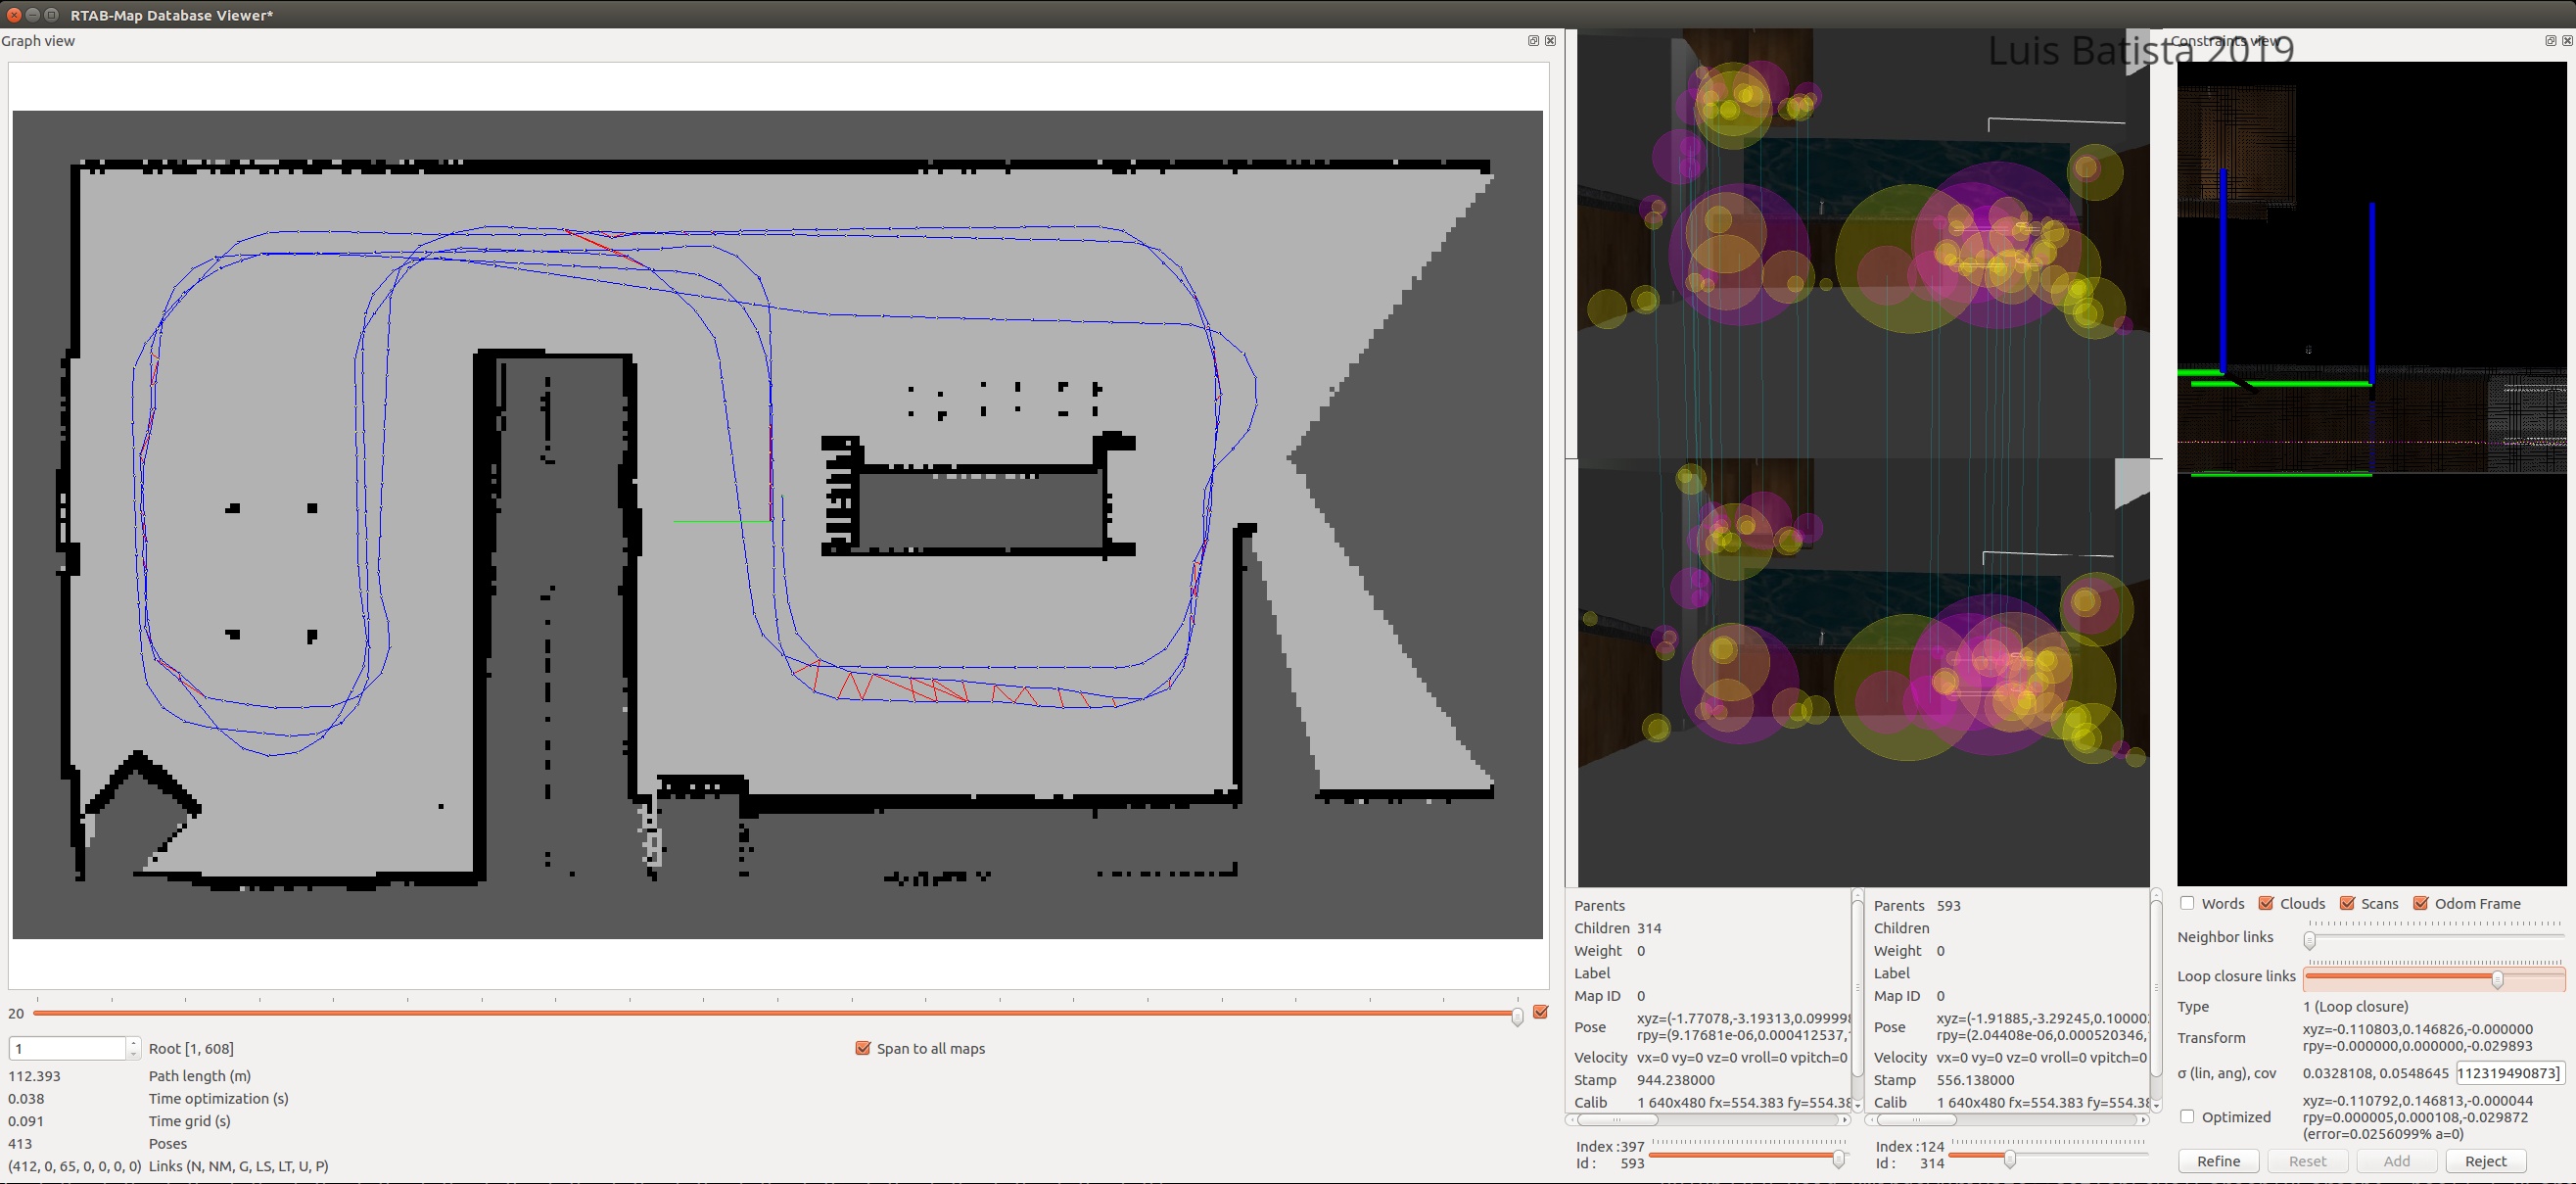 RTAB-Map Database Viewer*
Graph view
Luis Batista 2019
Constraints view
20
1 Root [1, 608]
Span to all maps
112.393 Path length (m)
0.038 Time optimization (s)
0.091 Time grid (s)
413 Poses
(412, 0, 65, 0, 0, 0, 0) Links (N, NM, G, LS, LT, U, P)
Parents
Children 314
Weight 0
Label
Map ID 0
Pose xyz=(-1.77078,-3.19313,0.099998
rpy=(9.17681e-06,0.000412537,
Velocity vx=0 vy=0 vz=0 vroll=0 vpitch=0
Stamp 944.238000
Calib 1 640x480 fx=554.383 fy=554.38
Index :397
Id : 593
Parents 593
Children
Weight 0
Label
Map ID 0
Pose xyz=(-1.91885,-3.29245,0.10000
rpy=(2.04408e-06,0.000520346,
Velocity vx=0 vy=0 vz=0 vroll=0 vpitch=0
Stamp 556.138000
Calib 1 640x480 fx=554.383 fy=554.38
Index :124
Id : 314
Words Clouds Scans Odom Frame
Neighbor links
Loop closure links
Type 1 (Loop closure)
Transform xyz=-0.110803,0.146826,-0.000000
rpy=-0.000000,0.000000,-0.029893
σ (lin, ang), cov 0.0328108, 0.0548645 112319490873]
Optimized xyz=-0.110792,0.146813,-0.000044
rpy=0.000005,0.000108,-0.029872
(error=0.0256099% a=0)
Refine Reset Add Reject